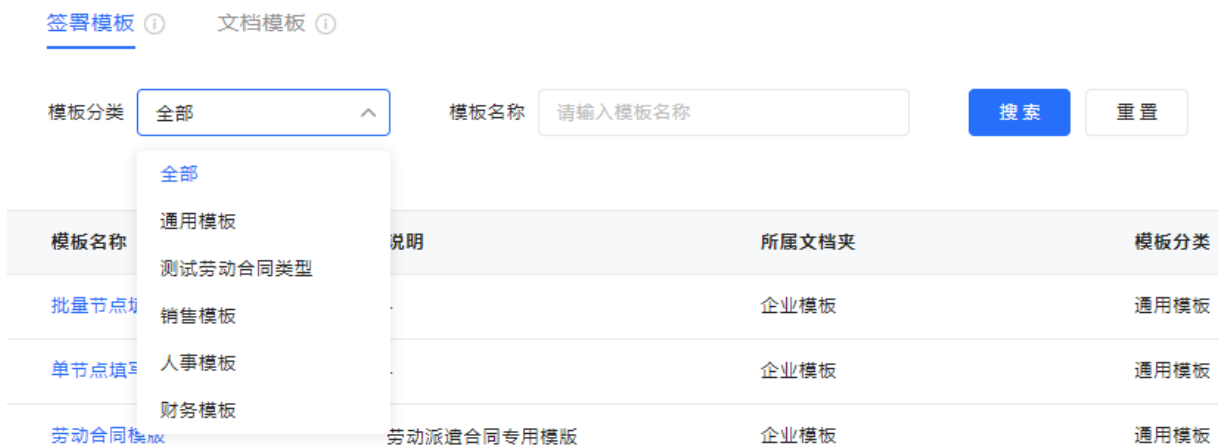 签署模板 文档模板
模板分类 全部 模板名称 请输入模板名称 搜索 重置
全部
通用模板
测试劳动合同类型
销售模板
人事模板
财务模板
模板名称 说明 所属文档夹 模板分类
批量节点 - 企业模板 通用模板
单节点填写 - 企业模板 通用模板
劳动合同模版 劳动派遣合同专用模版 企业模板 通用模板